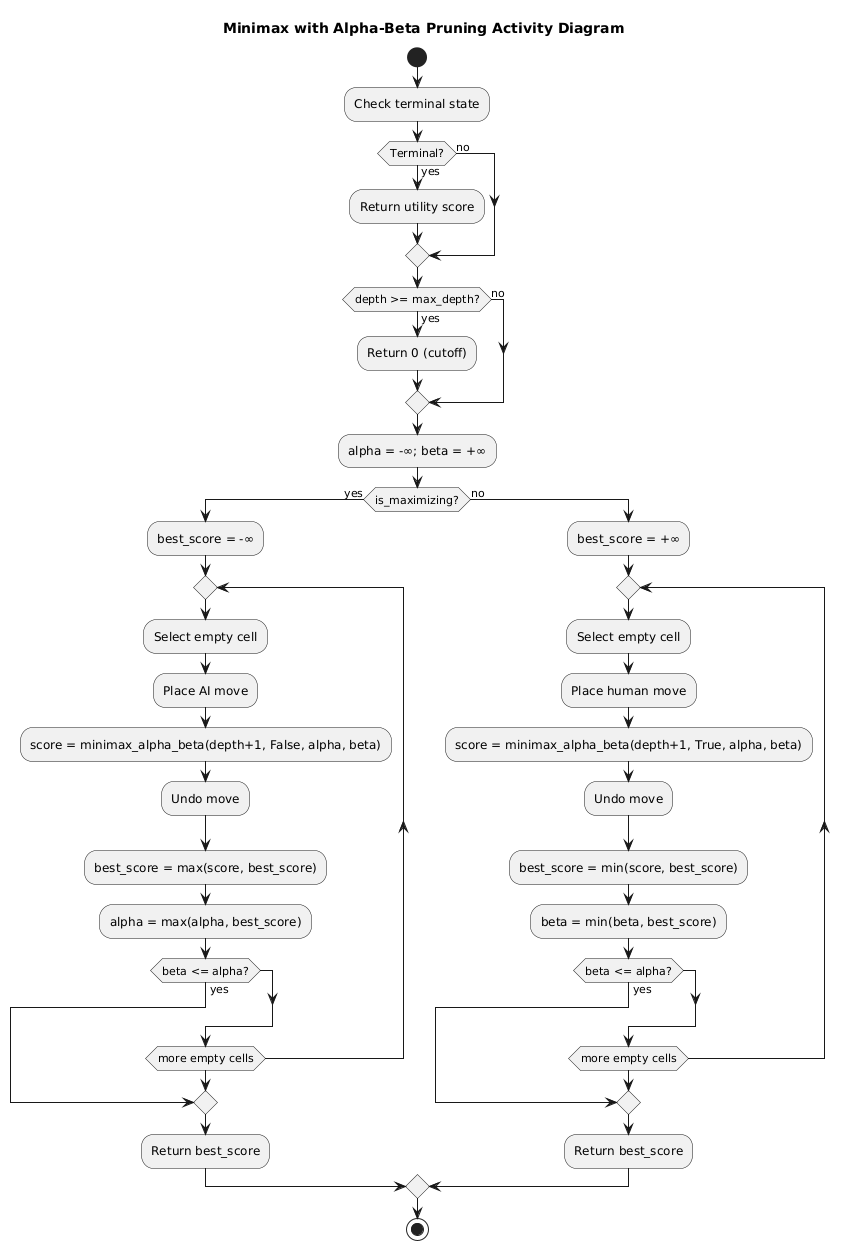 Minimax with Alpha-Beta Pruning Activity Diagram
Check terminal state
Terminal?
no
yes
Return utility score
depth >= max_depth?
no
yes
Return 0 (cutoff)
alpha = -∞; beta = +∞
yes
is_maximizing?
no
best_score = -∞
Select empty cell
Place AI move
score = minimax_alpha_beta(depth+1, False, alpha, beta)
Undo move
best_score = max(score, best_score)
alpha = max(alpha, best_score)
beta <= alpha?
yes
more empty cells
Return best_score
best_score = +∞
Select empty cell
Place human move
score = minimax_alpha_beta(depth+1, True, alpha, beta)
Undo move
best_score = min(score, best_score)
beta = min(beta, best_score)
beta <= alpha?
yes
more empty cells
Return best_score